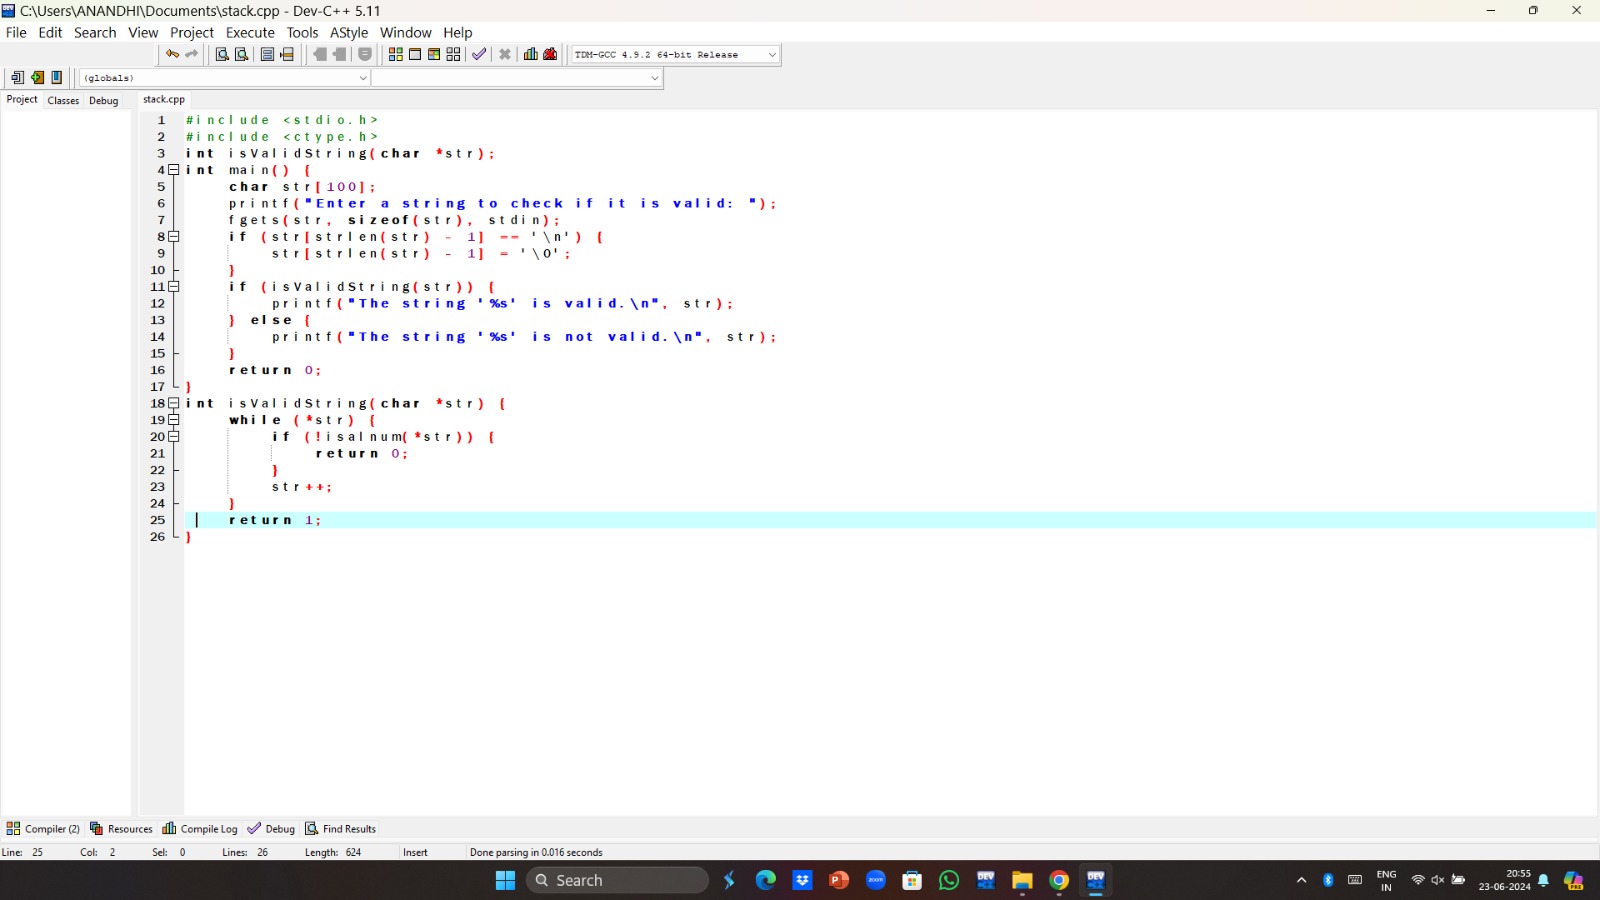 C:\Users\ANANDHI\Documents\stack.cpp - Dev-C++ 5.11
File Edit Search View Project Execute Tools AStyle Window Help
TDM-GCC 4.9.2 64-bit Release
(globals)
Project Classes Debug stack.cpp
1 #include <stdio.h>
2 #include <ctype.h>
3 int isValidString(char *str);
4 int main() {
5 char str[100];
6 printf("Enter a string to check if it is valid: ");
7 fgets(str, sizeof(str), stdin);
8 if (str[strlen(str) - 1] == '\n') {
9 str[strlen(str) - 1] = '\0';
10 }
11 if (isValidString(str)) {
12 printf("The string '%s' is valid.\n", str);
13 } else {
14 printf("The string '%s' is not valid.\n", str);
15 }
16 return 0;
17 }
18 int isValidString(char *str) {
19 while (*str) {
20 if (!isalnum(*str)) {
21 return 0;
22 }
23 str++;
24 }
25 return 1;
26 }
Compiler (2) Resources Compile Log Debug Find Results
Line: 25 Col: 2 Sel: 0 Lines: 26 Length: 624 Insert Done parsing in 0.016 seconds
Search zoom DEV DEV ENG 20:55
IN 23-06-2024 PRE